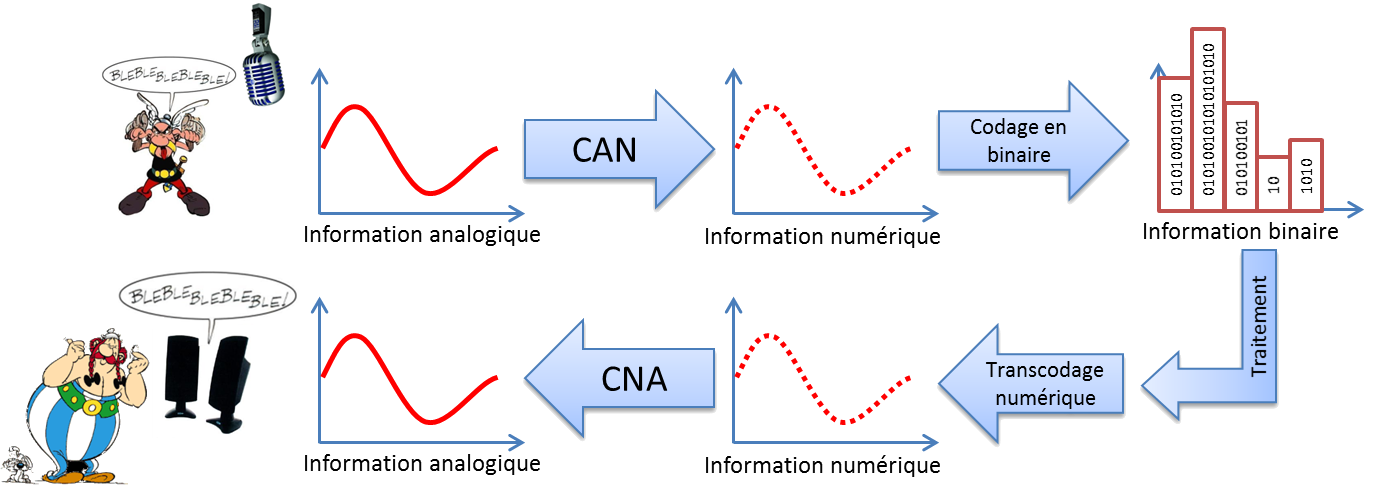 BLEBLEBLEBLEBLE!
Information analogique
CAN
Information numérique
Codage en
binaire
010100101010
01010010101010101010
010100101
10
1010
Information binaire
Traitement
Transcodage
numérique
Information numérique
CNA
Information analogique
BLEBLEBLEBLEBLE!